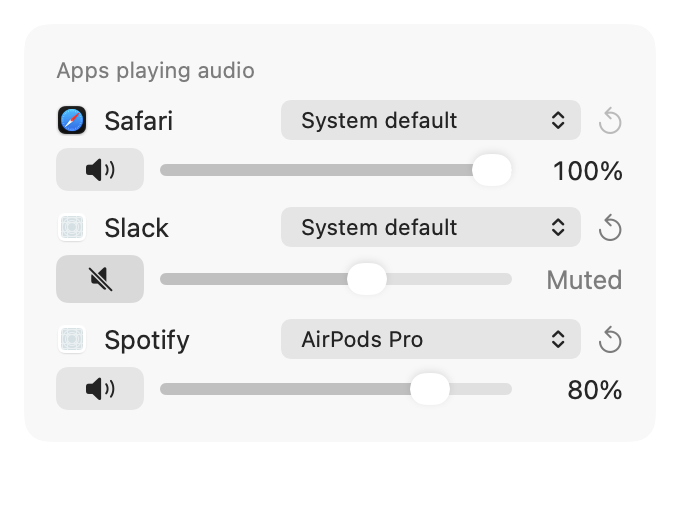 Apps playing audio
Safari System default
100%
Slack System default
Muted
Spotify AirPods Pro
80%